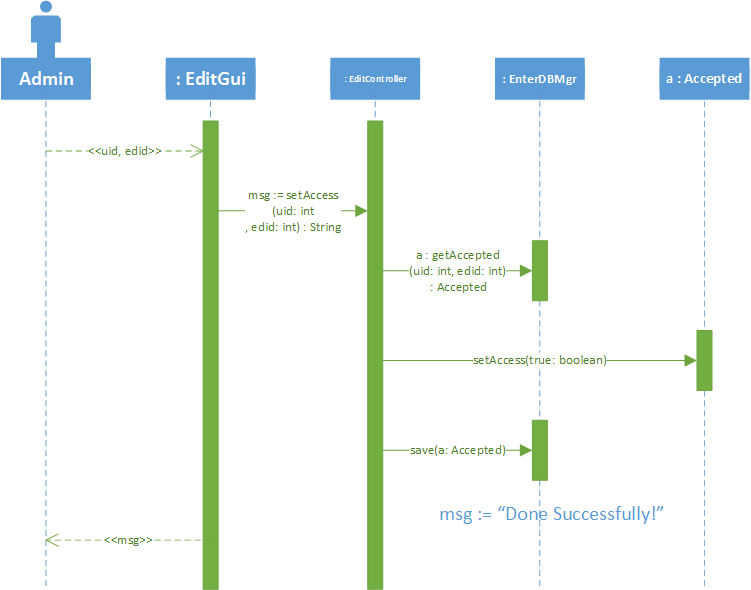 Admin
: EditGui
: EditController
: EnterDBMgr
a : Accepted
<<uid, edid>>
msg := setAccess
(uid: int
, edid: int) : String
a : getAccepted
(uid: int, edid: int)
: Accepted
setAccess(true: boolean)
save(a: Accepted)
msg := “Done Successfully!”
<<msg>>